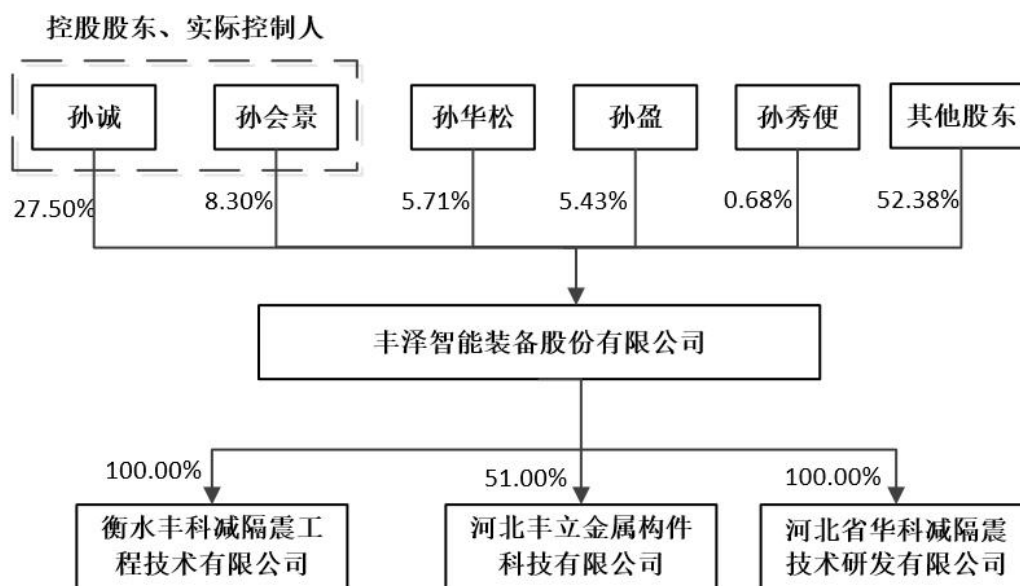 控股股东、实际控制人
孙诚
孙会景
孙华松
孙盈
孙秀便
其他股东
27.50%
8.30%
5.71%
5.43%
0.68%
52.38%
丰泽智能装备股份有限公司
100.00%
51.00%
100.00%
衡水丰科减隔震工
程技术有限公司
河北丰立金属构件
科技有限公司
河北省华科减隔震
技术研发有限公司